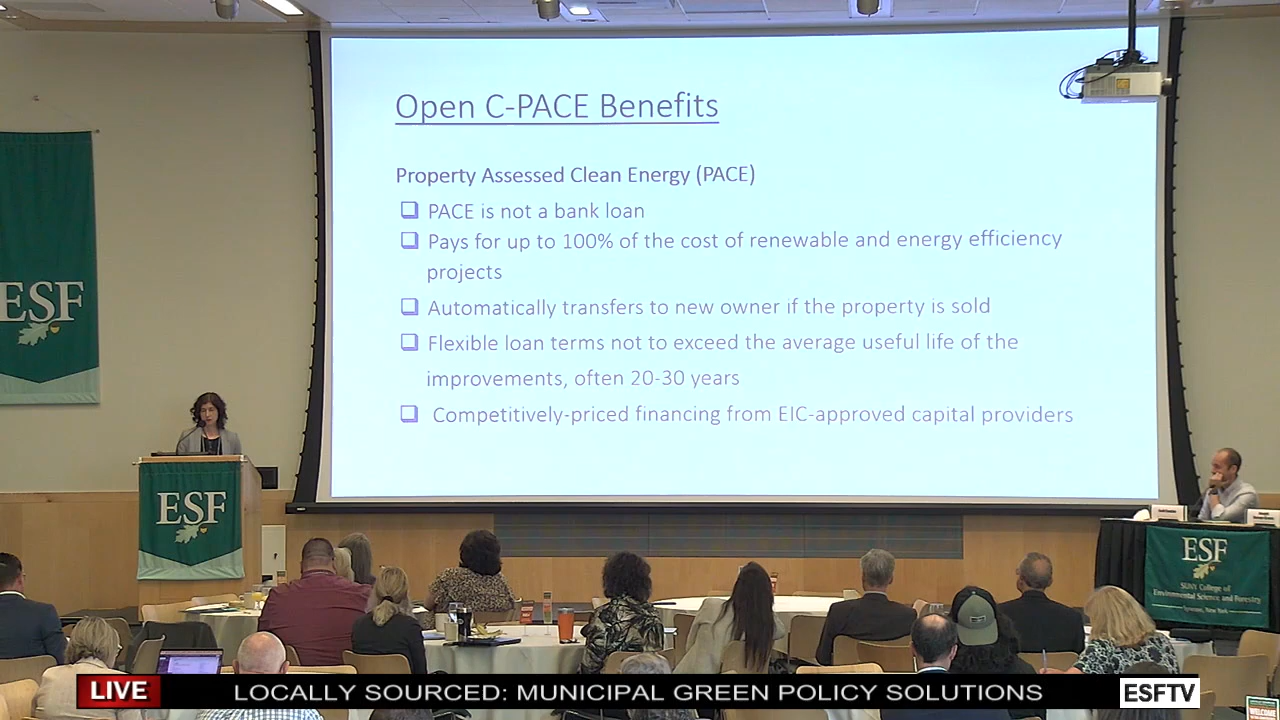 Open C-PACE Benefits
Property Assessed Clean Energy (PACE)
PACE is not a bank loan
Pays for up to 100% of the cost of renewable and energy efficiency
projects
Automatically transfers to new owner if the property is sold
Flexible loan terms not to exceed the average useful life of the
improvements, often 20-30 years
Competitively-priced financing from EIC-approved capital providers
ESF
ESF
ESF
SUNY College of
Environmental Science and Forestry
Syracuse, New York
LIVE
LOCALLY SOURCED: MUNICIPAL GREEN POLICY SOLUTIONS
ESFTV